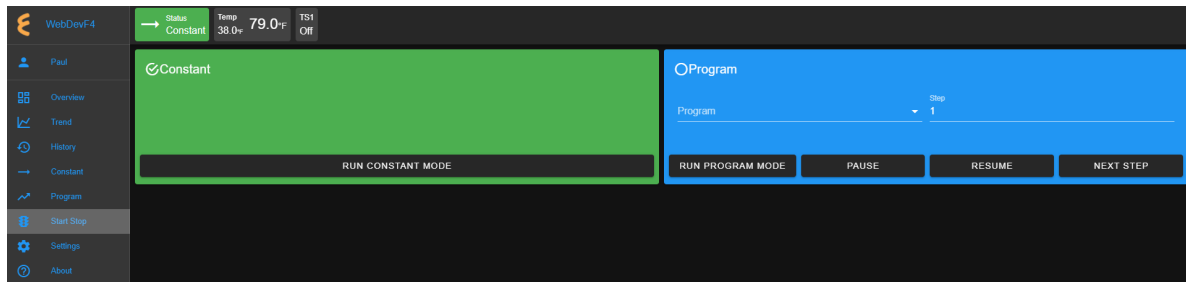 WebDevF4
Status
Constant
Temp
38.0°F 79.0°F
TS1
Off
Paul
Overview
Trend
History
Constant
Program
Start Stop
Settings
About
Constant
RUN CONSTANT MODE
Program
Program
Step
1
RUN PROGRAM MODE PAUSE RESUME NEXT STEP